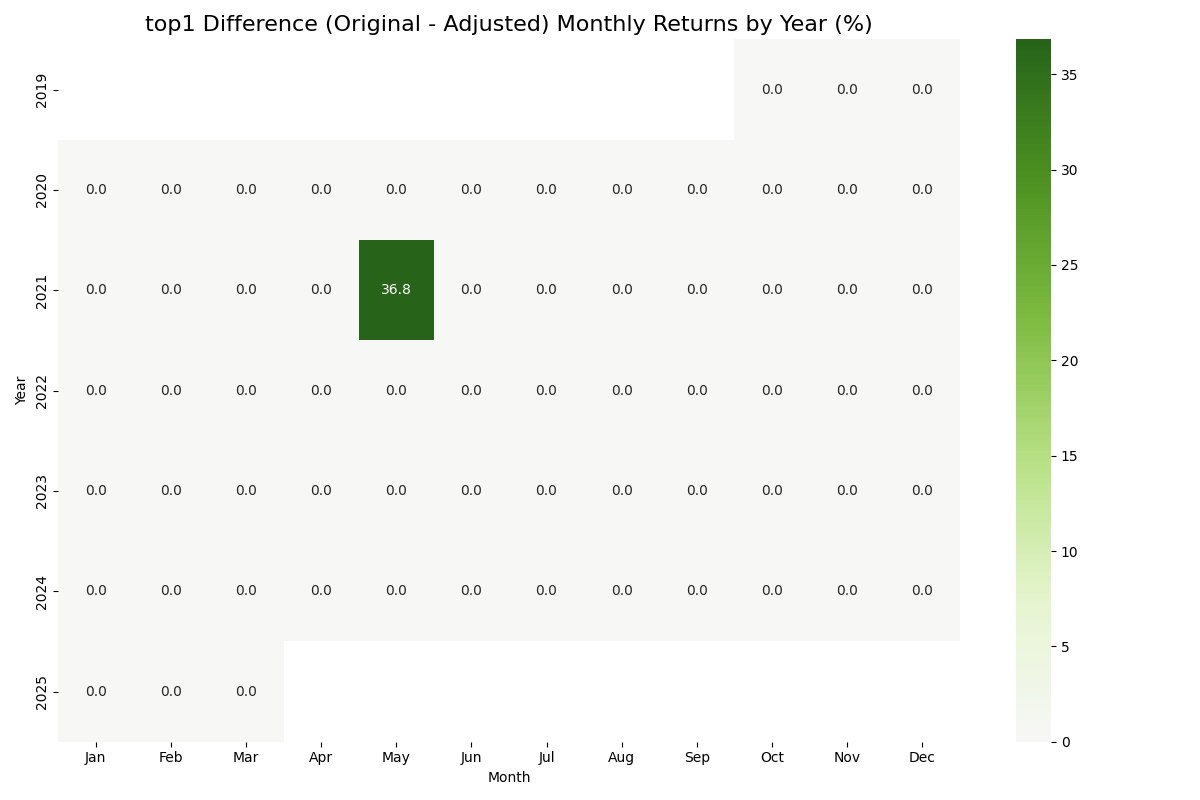 top1 Difference (Original - Adjusted) Monthly Returns by Year (%)
2019 0.0 0.0 0.0
2020 0.0 0.0 0.0 0.0 0.0 0.0 0.0 0.0 0.0 0.0 0.0 0.0
2021 0.0 0.0 0.0 0.0 36.8 0.0 0.0 0.0 0.0 0.0 0.0 0.0
2022 0.0 0.0 0.0 0.0 0.0 0.0 0.0 0.0 0.0 0.0 0.0 0.0
2023 0.0 0.0 0.0 0.0 0.0 0.0 0.0 0.0 0.0 0.0 0.0 0.0
2024 0.0 0.0 0.0 0.0 0.0 0.0 0.0 0.0 0.0 0.0 0.0 0.0
2025 0.0 0.0 0.0
Year
Jan Feb Mar Apr May Jun Jul Aug Sep Oct Nov Dec
Month
35
30
25
20
15
10
5
0